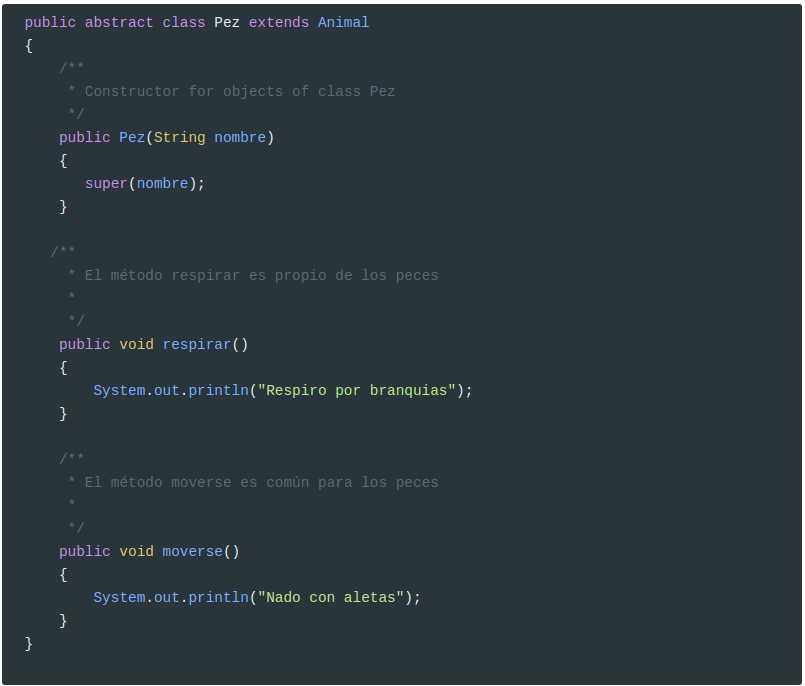 public abstract class Pez extends Animal
{
/**
* Constructor for objects of class Pez
*/
public Pez(String nombre)
{
super(nombre);
}
/**
* El método respirar es propio de los peces
*
*/
public void respirar()
{
System.out.println("Respiro por branquias");
}
/**
* El método moverse es común para los peces
*
*/
public void moverse()
{
System.out.println("Nado con aletas");
}
}